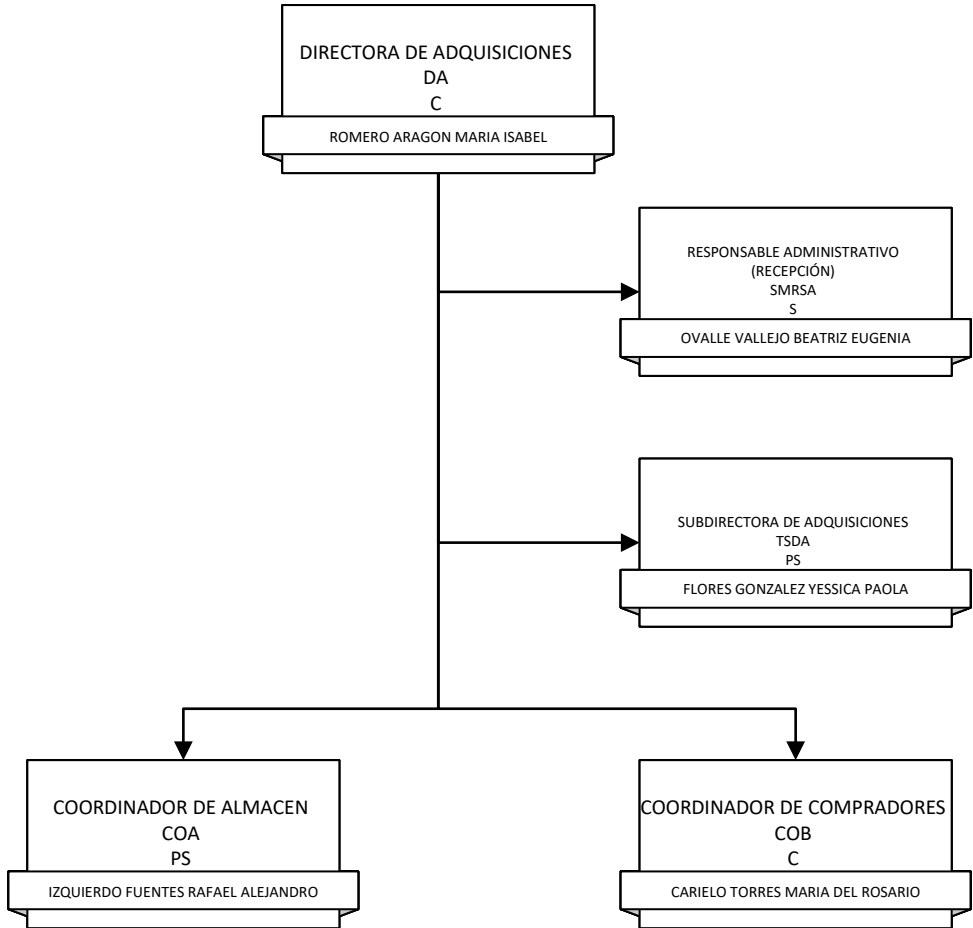 DIRECTORA DE ADQUISICIONES
DA
C
ROMERO ARAGON MARIA ISABEL
RESPONSABLE ADMINISTRATIVO
(RECEPCIÓN)
SMRSA
S
OVALLE VALLEJO BEATRIZ EUGENIA
SUBDIRECTORA DE ADQUISICIONES
TSDA
PS
FLORES GONZALEZ YESSICA PAOLA
COORDINADOR DE ALMACEN
COA
PS
IZQUIERDO FUENTES RAFAEL ALEJANDRO
COORDINADOR DE COMPRADORES
COB
C
CARIELO TORRES MARIA DEL ROSARIO